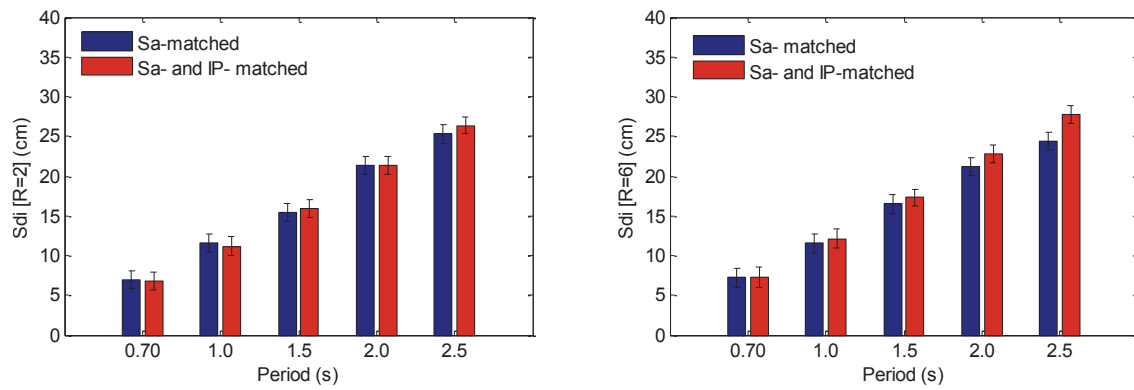 40
35
30
25
20
15
10
5
0
Sdi [R=2] (cm)
Sa-matched
Sa- and IP- matched
0.70 1.0 1.5 2.0 2.5
Period (s)
40
35
30
25
20
15
10
5
0
Sdi [R=6] (cm)
Sa- matched
Sa- and IP-matched
0.70 1.0 1.5 2.0 2.5
Period (s)